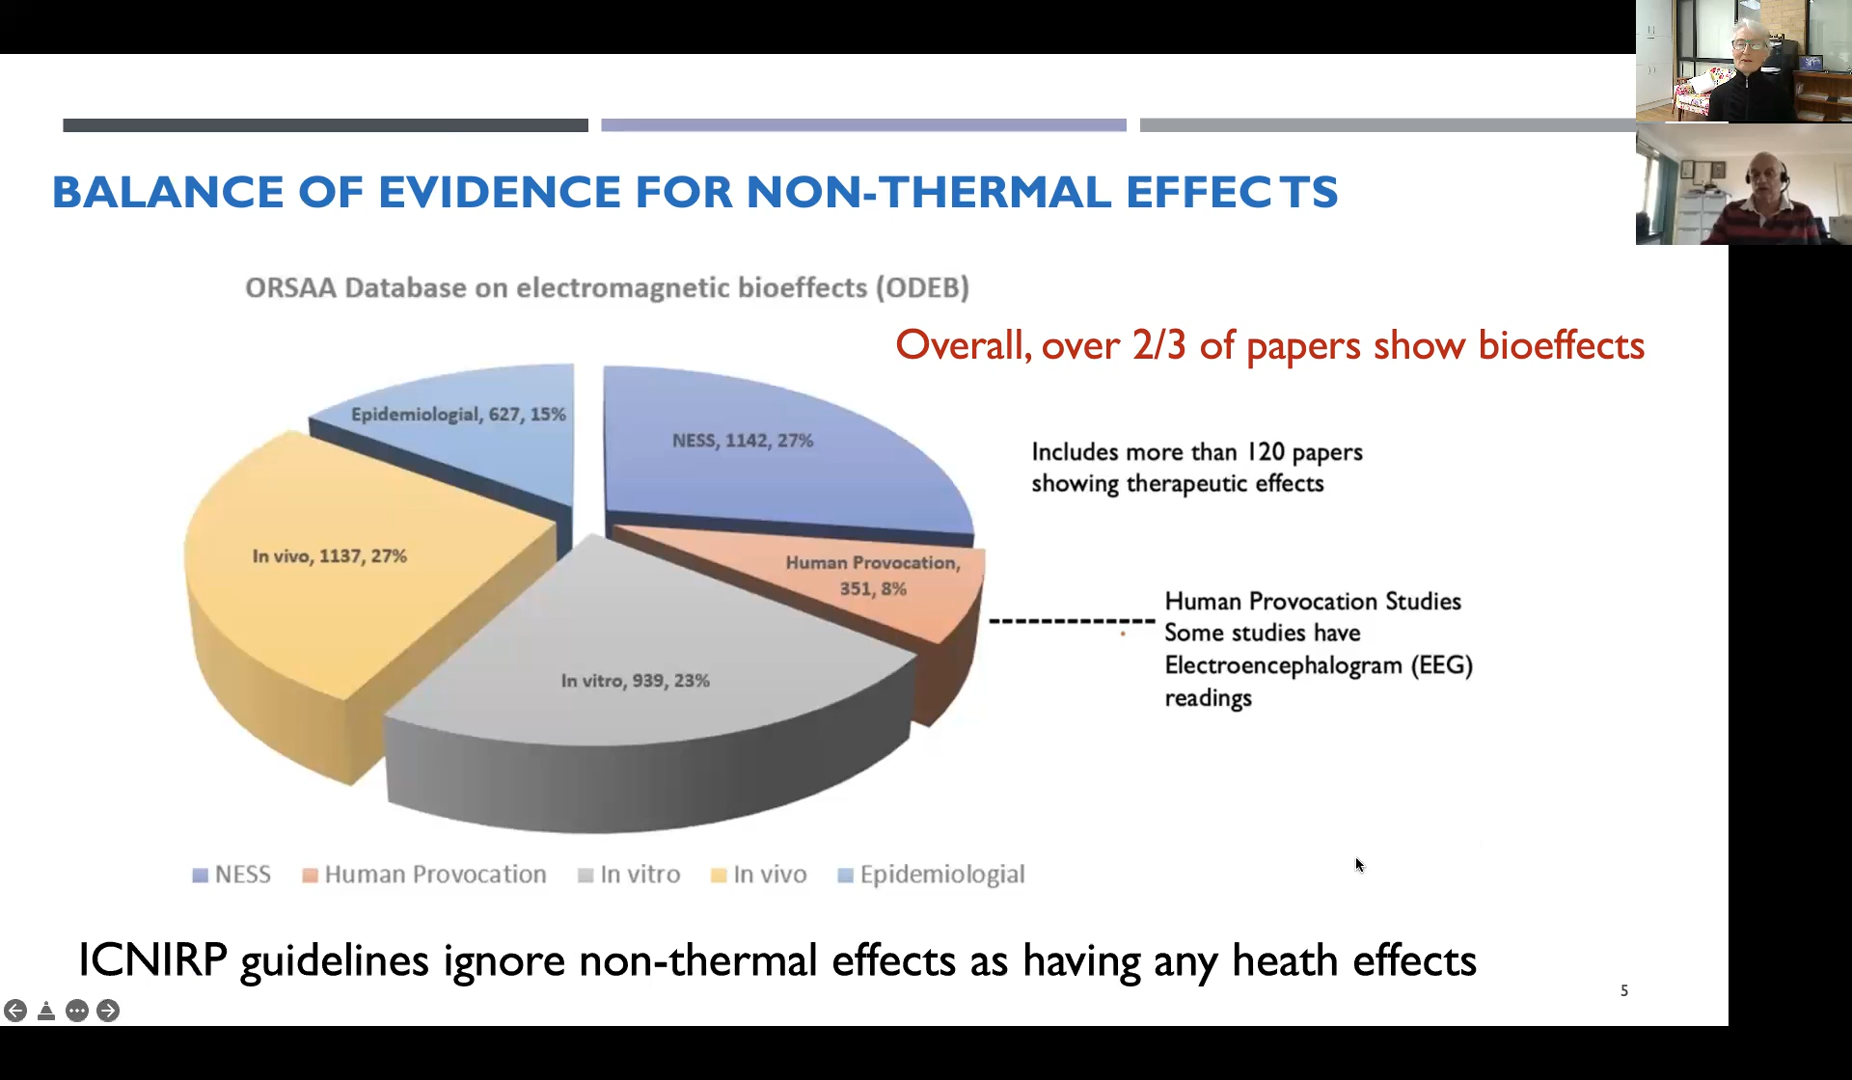 BALANCE OF EVIDENCE FOR NON-THERMAL EFFECTS
ORSAA Database on electromagnetic bioeffects (ODEB)
Overall, over 2/3 of papers show bioeffects
Epidemiologial, 627, 15%
NESS, 1142, 27%
Includes more than 120 papers
showing therapeutic effects
In vivo, 1137, 27%
Human Provocation,
351, 8%
Human Provocation Studies
Some studies have
Electroencephalogram (EEG)
readings
In vitro, 939, 23%
NESS Human Provocation In vitro In vivo Epidemiologial
ICNIRP guidelines ignore non-thermal effects as having any heath effects
5